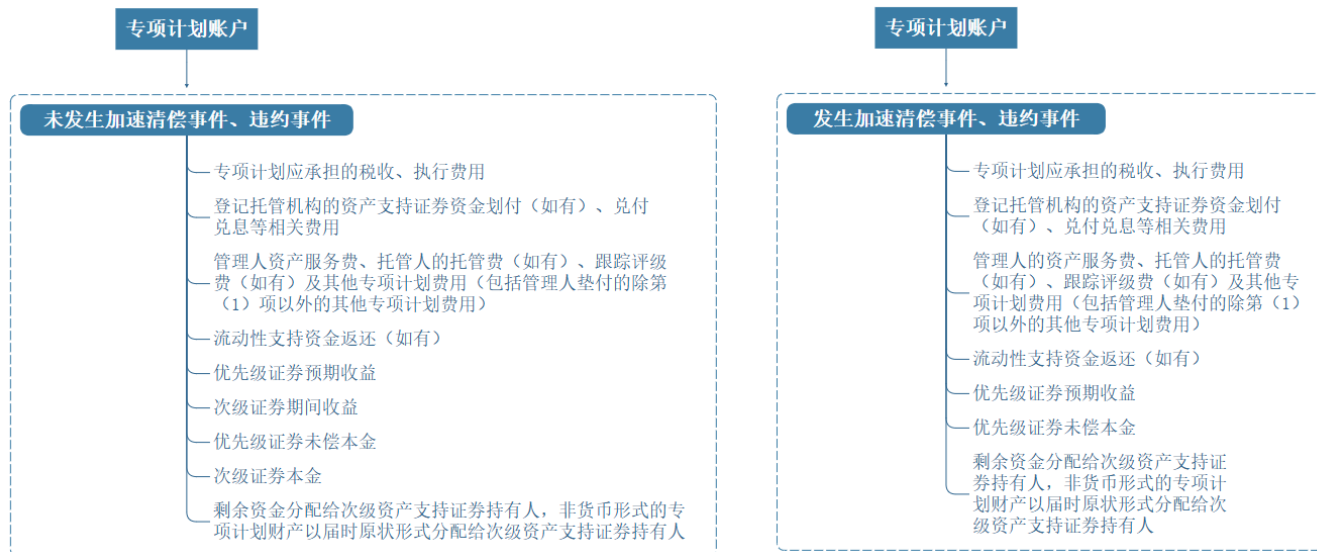 专项计划账户
未发生加速清偿事件、违约事件
专项计划应承担的税收、执行费用
登记托管机构的资产支持证券资金划付（如有）、兑付
兑息等相关费用
管理人资产服务费、托管人的托管费（如有）、跟踪评级
费（如有）及其他专项计划费用（包括管理人垫付的除第
（1）项以外的其他专项计划费用）
流动性支持资金返还（如有）
优先级证券预期收益
次级证券期间收益
优先级证券未偿本金
次级证券本金
剩余资金分配给次级资产支持证券持有人，非货币形式的专
项计划财产以届时原状形式分配给次级资产支持证券持有人
专项计划账户
发生加速清偿事件、违约事件
专项计划应承担的税收、执行费用
登记托管机构的资产支持证券资金划付
（如有）、兑付兑息等相关费用
管理人的资产服务费、托管人的托管费
（如有）、跟踪评级费（如有）及其他专
项计划费用（包括管理人垫付的除第（1）
项以外的其他专项计划费用）
流动性支持资金返还（如有）
优先级证券预期收益
优先级证券未偿本金
剩余资金分配给次级资产支持证
券持有人，非货币形式的专项计
划财产以届时原状形式分配给次
级资产支持证券持有人